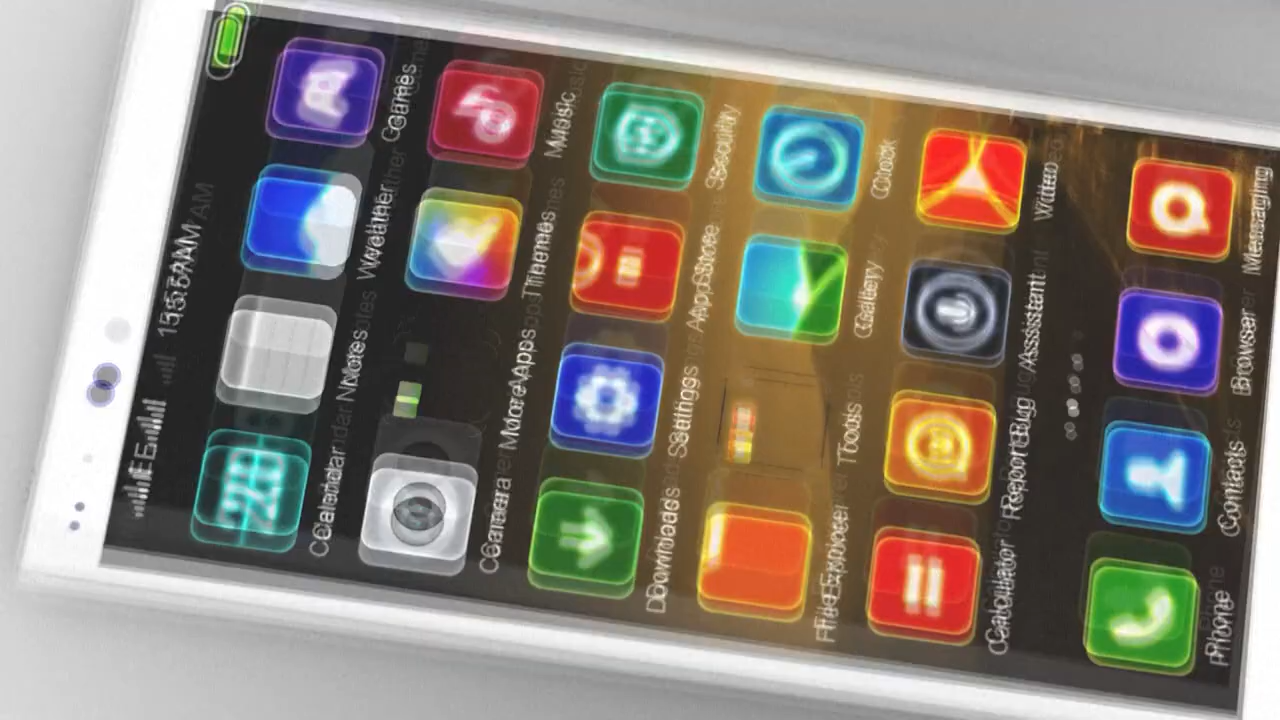 Calendar Notes Weather Games
Camera More Apps Themes Music
Downloads Settings App Store Security
File Explorer Tools Gallery Clock
Calculator Report Bug Assistant Video
Phone Contacts Browser Messaging